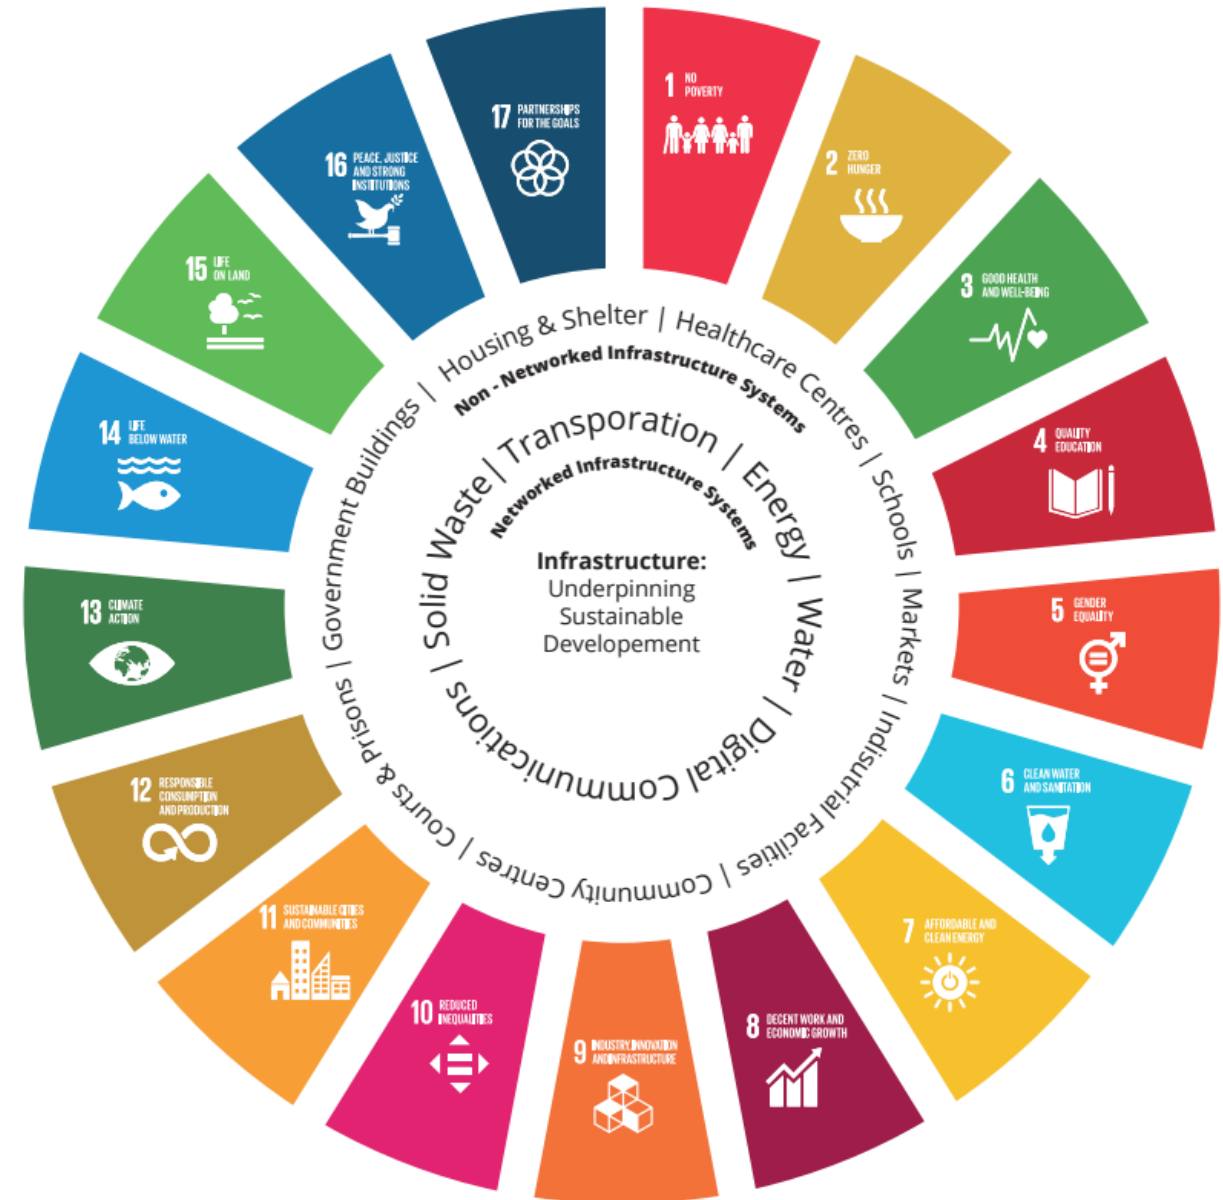 1 NO
POVERTY
2 ZERO
HUNGER
3 GOOD HEALTH
AND WELL-BEING
4 QUALITY
EDUCATION
5 GENDER
EQUALITY
6 CLEAN WATER
AND SANITATION
7 AFFORDABLE AND
CLEAN ENERGY
8 DECENT WORK AND
ECONOMIC GROWTH
9 INDUSTRY, INNOVATION
AND INFRASTRUCTURE
10 REDUCED
INEQUALITIES
11 SUSTAINABLE CITIES
AND COMMUNITIES
12 RESPONSIBLE
CONSUMPTION
AND PRODUCTION
13 CLIMATE
ACTION
14 LIFE
BELOW WATER
15 LIFE
ON LAND
16 PEACE, JUSTICE
AND STRONG
INSTITUTIONS
17 PARTNERSHIPS
FOR THE GOALS
Housing & Shelter | Healthcare Centres | Schools | Markets | Indisutrial Facilties | Community Centres | Courts & Prisons | Government Buildings |
Non - Networked Infrastructure Systems
Transporation | Energy | Water | Digital Communications | Solid Waste |
Networked Infrastructure Systems
Infrastructure:
Underpinning
Sustainable
Developement